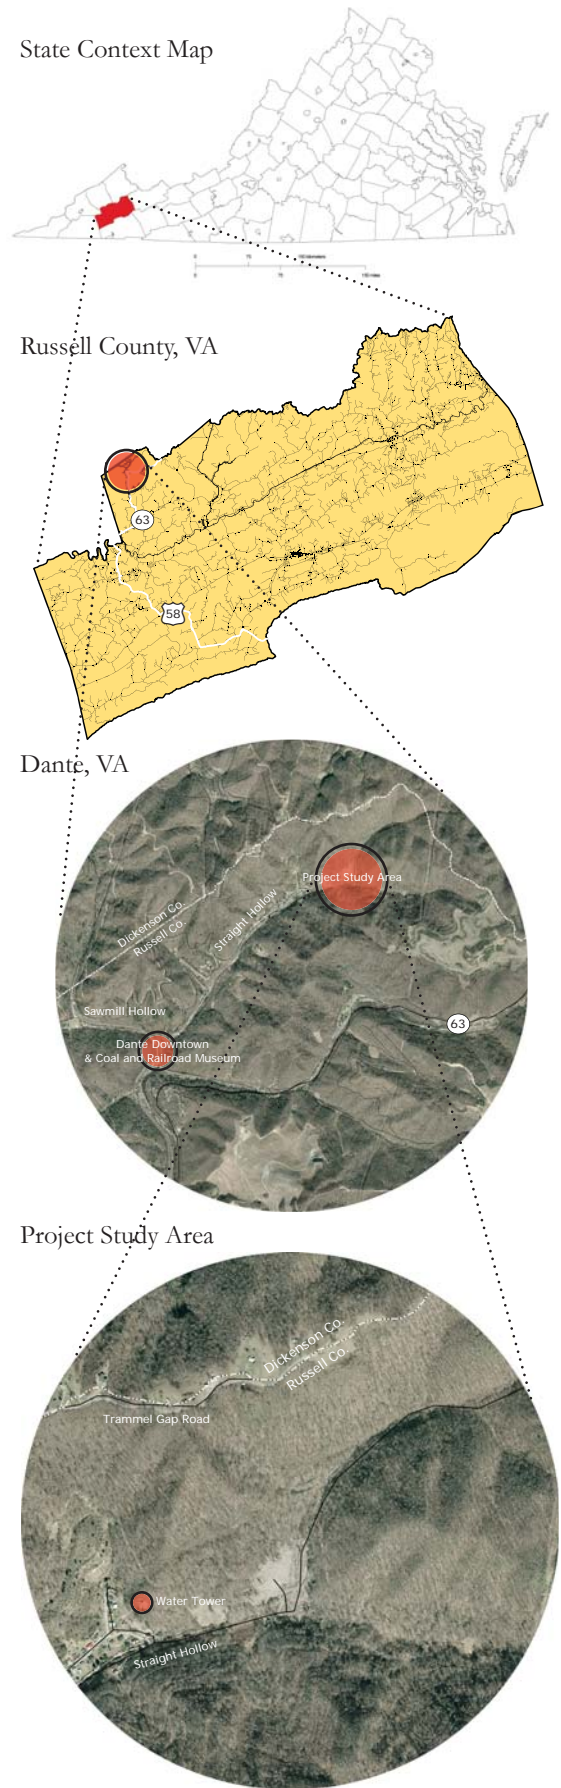 State Context Map
Russell County, VA
63
58
Dante, VA
Project Study Area
Dickenson Co.
Russell Co.
Straight Hollow
Sawmill Hollow
63
Dante Downtown
& Coal and Railroad Museum
Project Study Area
Dickenson Co.
Russell Co.
Trammel Gap Road
Water Tower
Straight Hollow